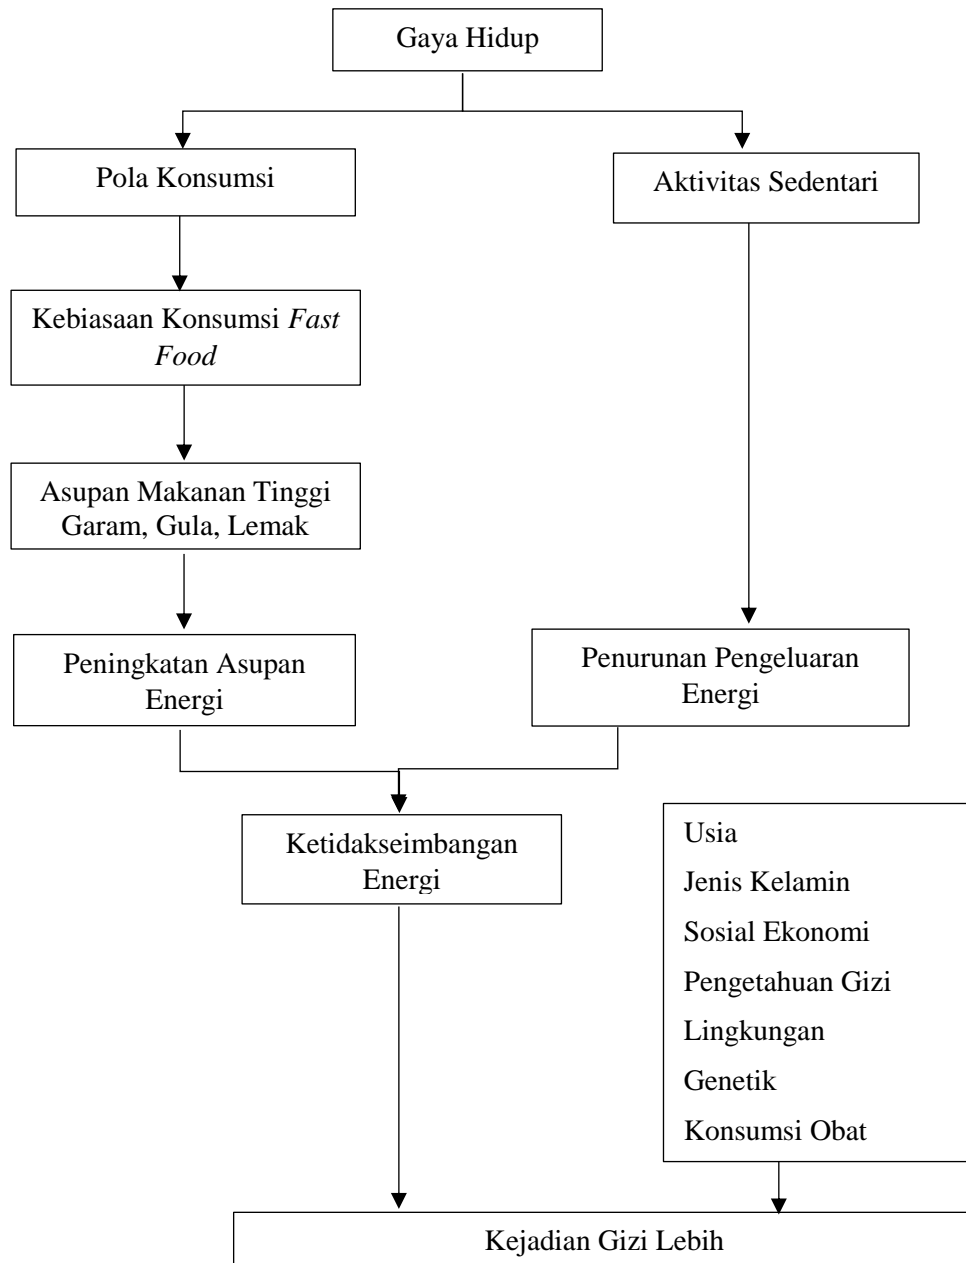 Gaya Hidup
Pola Konsumsi
Aktivitas Sedentari
Kebiasaan Konsumsi Fast
Food
Asupan Makanan Tinggi
Garam, Gula, Lemak
Peningkatan Asupan
Energi
Penurunan Pengeluaran
Energi
Ketidakseimbangan
Energi
Usia
Jenis Kelamin
Sosial Ekonomi
Pengetahuan Gizi
Lingkungan
Genetik
Konsumsi Obat
Kejadian Gizi Lebih